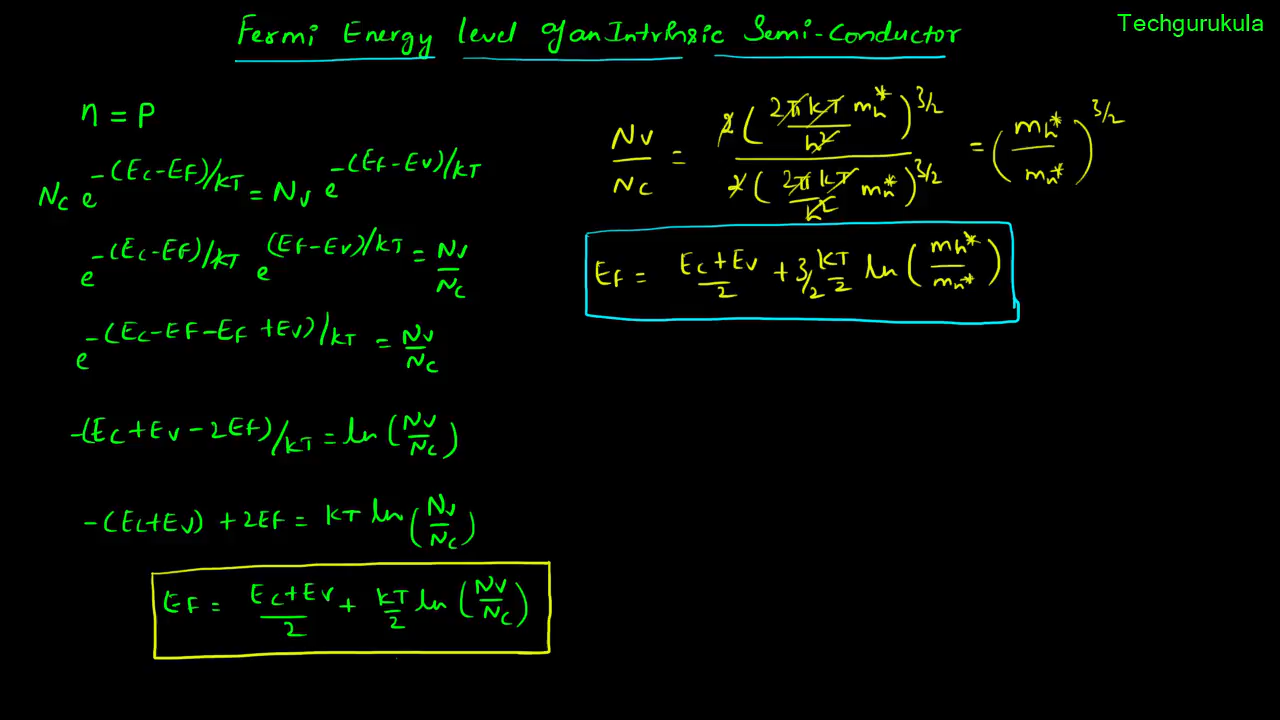 Fermi Energy level of an Intrinsic Semi-Conductor
Techgurukula
n = P
Nc e^-(Ec-EF)/KT = Nv e^-(EF-Ev)/KT
e^-(Ec-EF)/KT e^(EF-Ev)/KT = Nv/Nc
e^-(Ec-EF-EF+Ev)/KT = Nv/Nc
-(Ec+Ev-2EF)/KT = ln(Nv/Nc)
-(Ec+Ev) + 2EF = KT ln(Nv/Nc)
EF = (Ec+Ev)/2 + KT/2 ln(Nv/Nc)
Nv/Nc = 2(2πKT mh*/h²)^3/2 / 2(2πKT mn*/h²)^3/2 = (mh*/mn*)^3/2
EF = (Ec+Ev)/2 + 3/2 KT/2 ln(mh*/mn*)